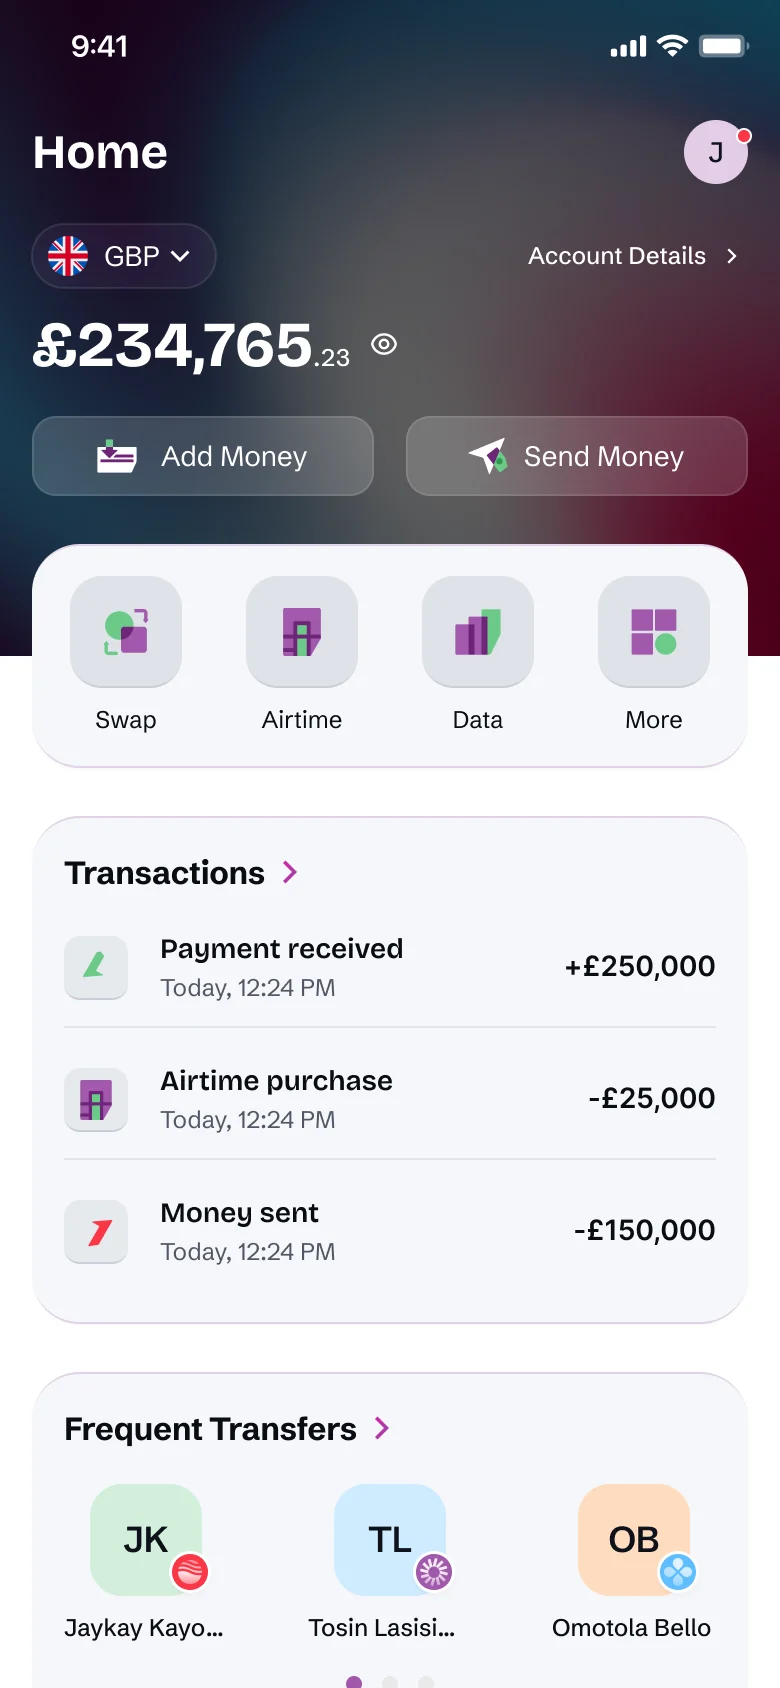 9:41
Home
J
GBP
Account Details
£234,765.23
Add Money
Send Money
Swap
Airtime
Data
More
Transactions
Payment received
Today, 12:24 PM
+£250,000
Airtime purchase
Today, 12:24 PM
-£25,000
Money sent
Today, 12:24 PM
-£150,000
Frequent Transfers
JK
TL
OB
Jaykay Kayo...
Tosin Lasisi...
Omotola Bello